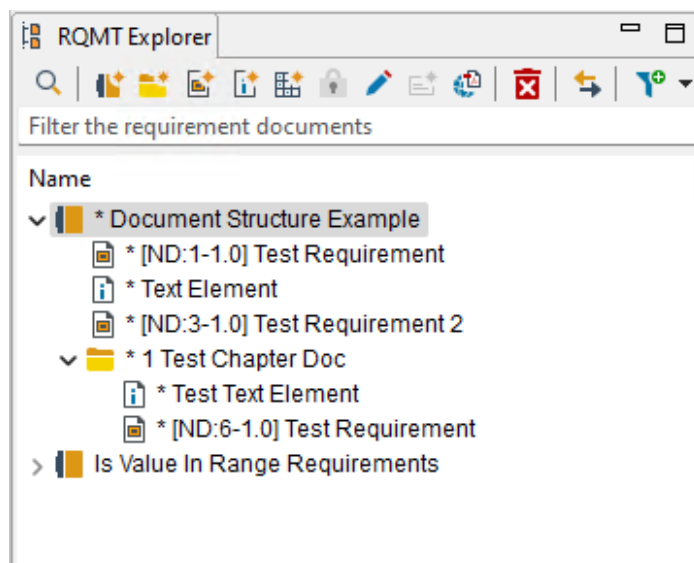 RQMT Explorer
Filter the requirement documents
Name
* Document Structure Example
* [ND:1-1.0] Test Requirement
* Text Element
* [ND:3-1.0] Test Requirement 2
* 1 Test Chapter Doc
* Test Text Element
* [ND:6-1.0] Test Requirement
Is Value In Range Requirements